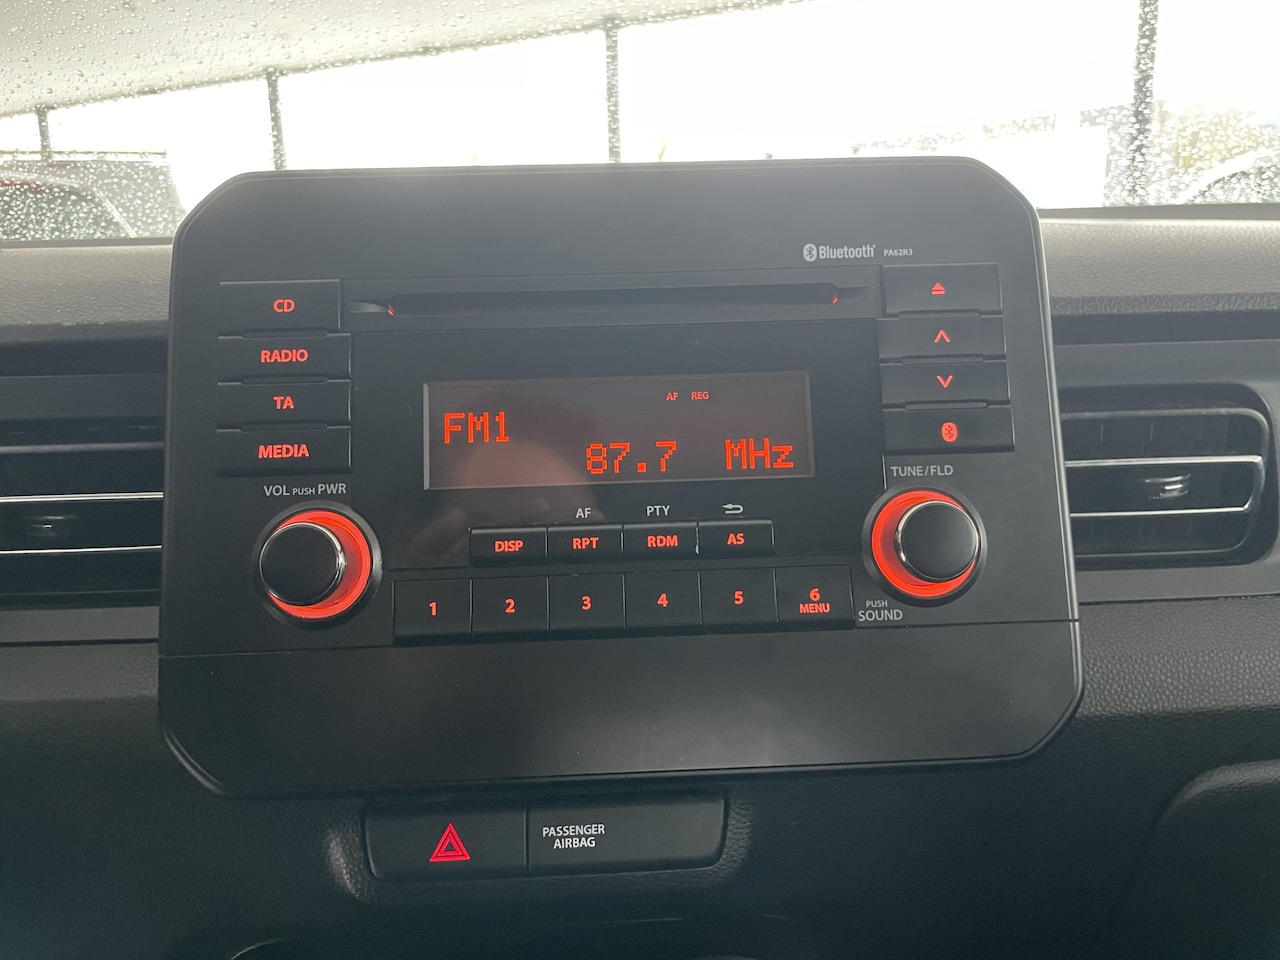 Bluetooth PA62R3
CD
RADIO
TA
MEDIA
AF REG
FM1
87.7 MHz
VOL PUSH PWR
TUNE/FLD
AF PTY
DISP RPT RDM AS
1 2 3 4 5 6
MENU
PUSH
SOUND
PASSENGER
AIRBAG